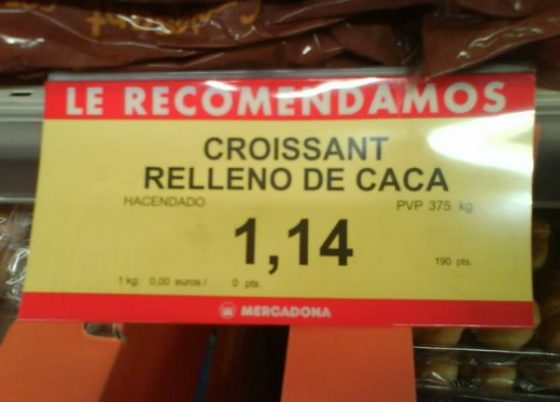 LE RECOMENDAMOS
CROISSANT
RELLENO DE CACA
HACENDADO PVP 375 kg
1,14
190 pts.
1 kg: 0,00 euros / 0 pts.
MERCADONA